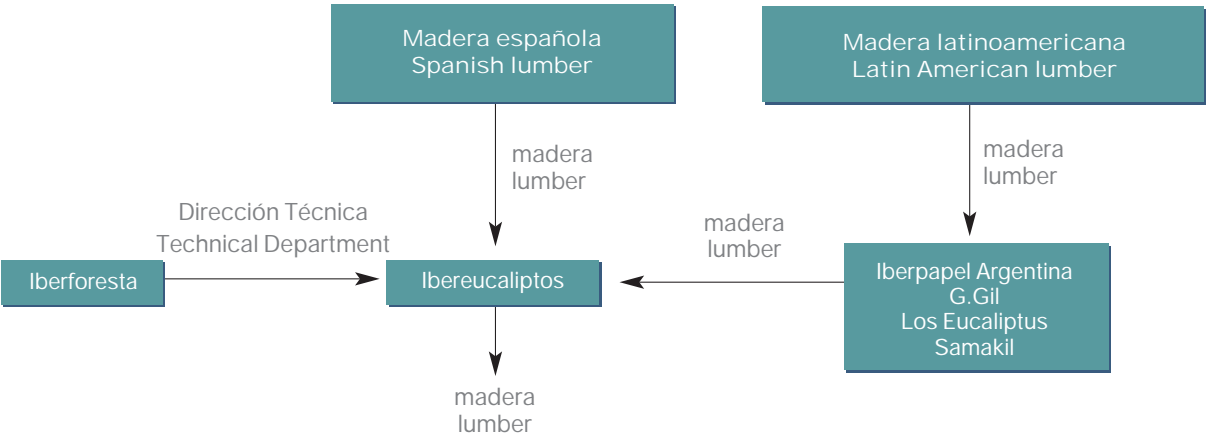 Madera española
Spanish lumber
Madera latinoamericana
Latin American lumber
madera
lumber
madera
lumber
Dirección Técnica
Technical Department
madera
lumber
Iberforesta
Ibereucaliptos
Iberpapel Argentina
G.Gil
Los Eucaliptus
Samakil
madera
lumber